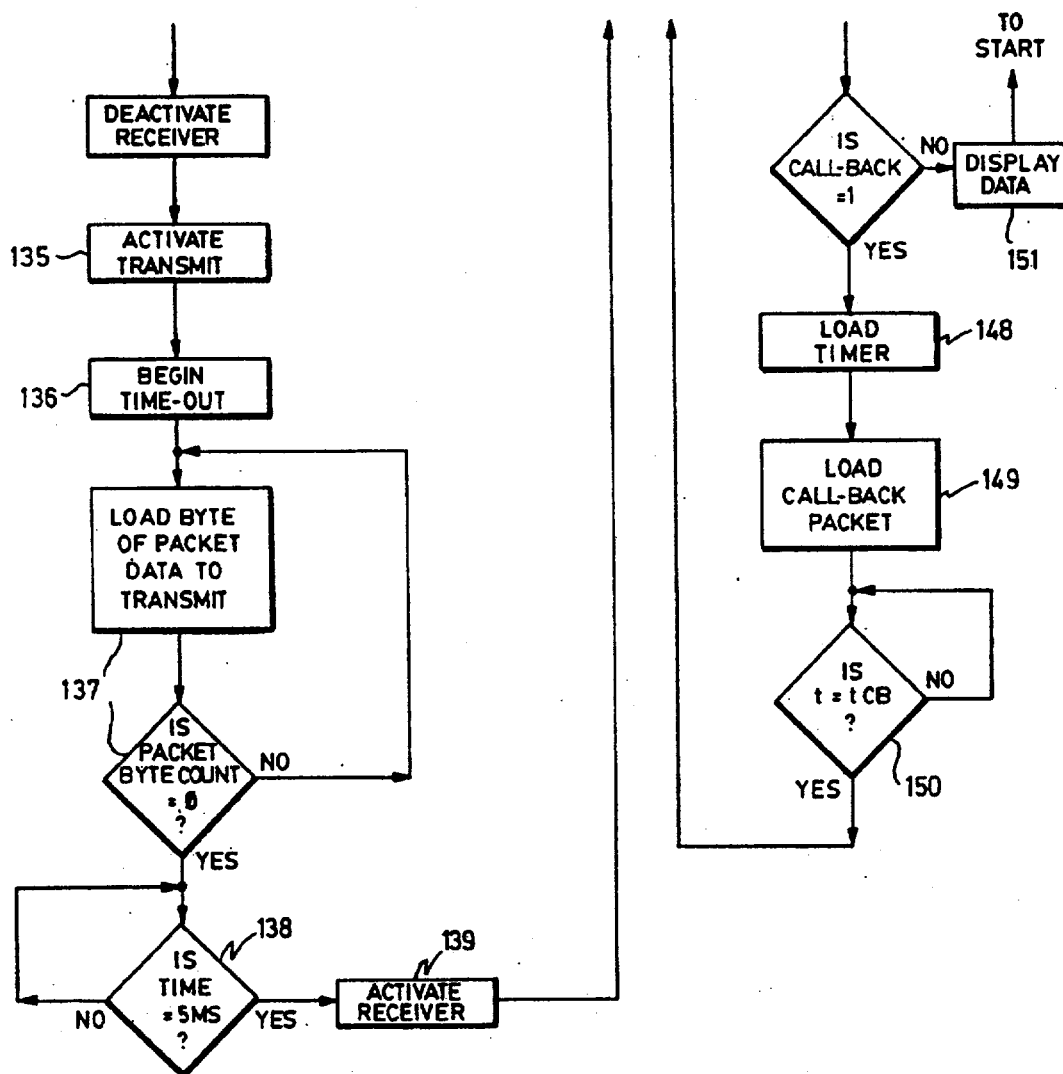 DEACTIVATE
RECEIVER
135
ACTIVATE
TRANSMIT
136
BEGIN
TIME-OUT
LOAD BYTE
OF PACKET
DATA TO
TRANSMIT
137
IS
PACKET
BYTE COUNT
= 0
?
NO
YES
138
IS
TIME
= 5MS
?
NO
YES
139
ACTIVATE
RECEIVER
TO
START
IS
CALL-BACK
=1
NO
DISPLAY
DATA
151
YES
LOAD
TIMER
148
LOAD
CALL-BACK
PACKET
149
IS
t = tCB
?
NO
YES
150